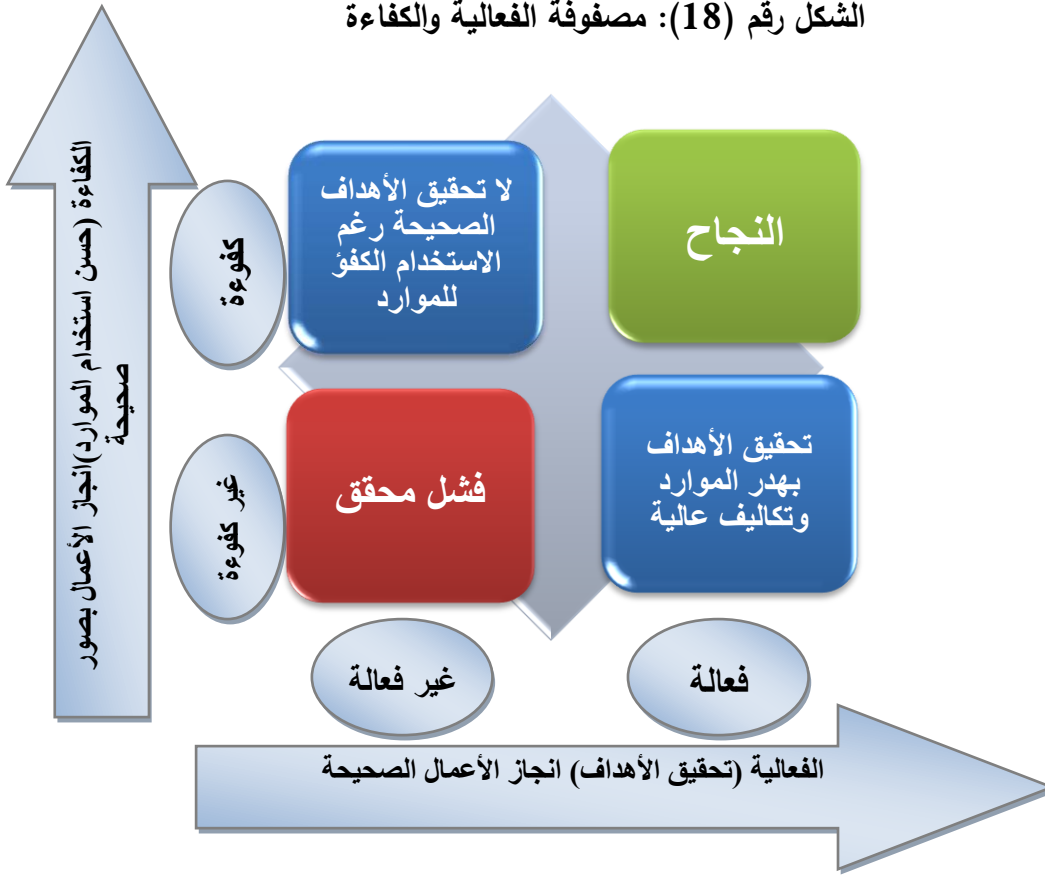 الشكل رقم (18): مصفوفة الفعالية والكفاءة
الكفاءة (حسن استخدام الموارد)انجاز الأعمال بصور
صحيحة
كفوءة
لا تحقيق الأهداف
الصحيحة رغم
الاستخدام الكفؤ
للموارد
النجاح
غير كفوءة
فشل محقق
تحقيق الأهداف
بهدر الموارد
وتكاليف عالية
غير فعالة
فعالة
الفعالية (تحقيق الأهداف) انجاز الأعمال الصحيحة